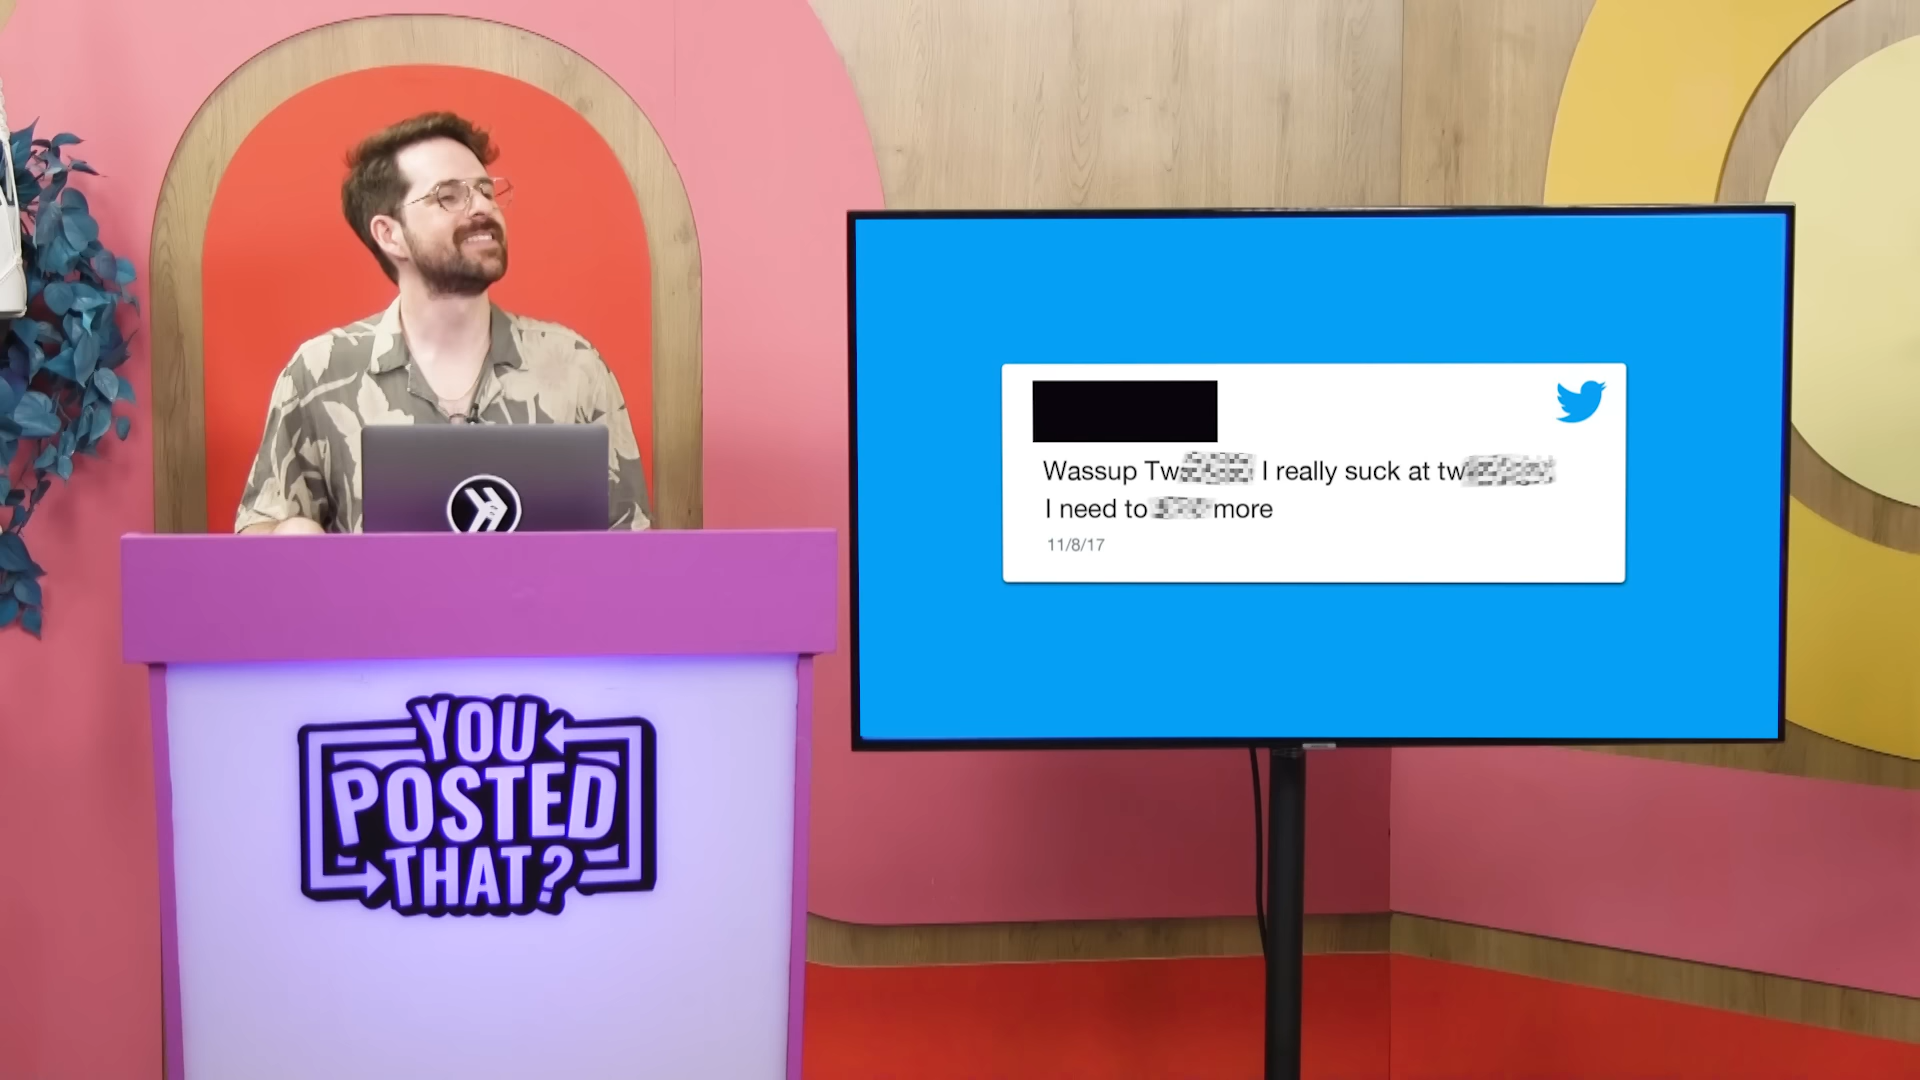 Wassup Tw I really suck at tw
I need to more
11/8/17
YOU
POSTED
THAT?